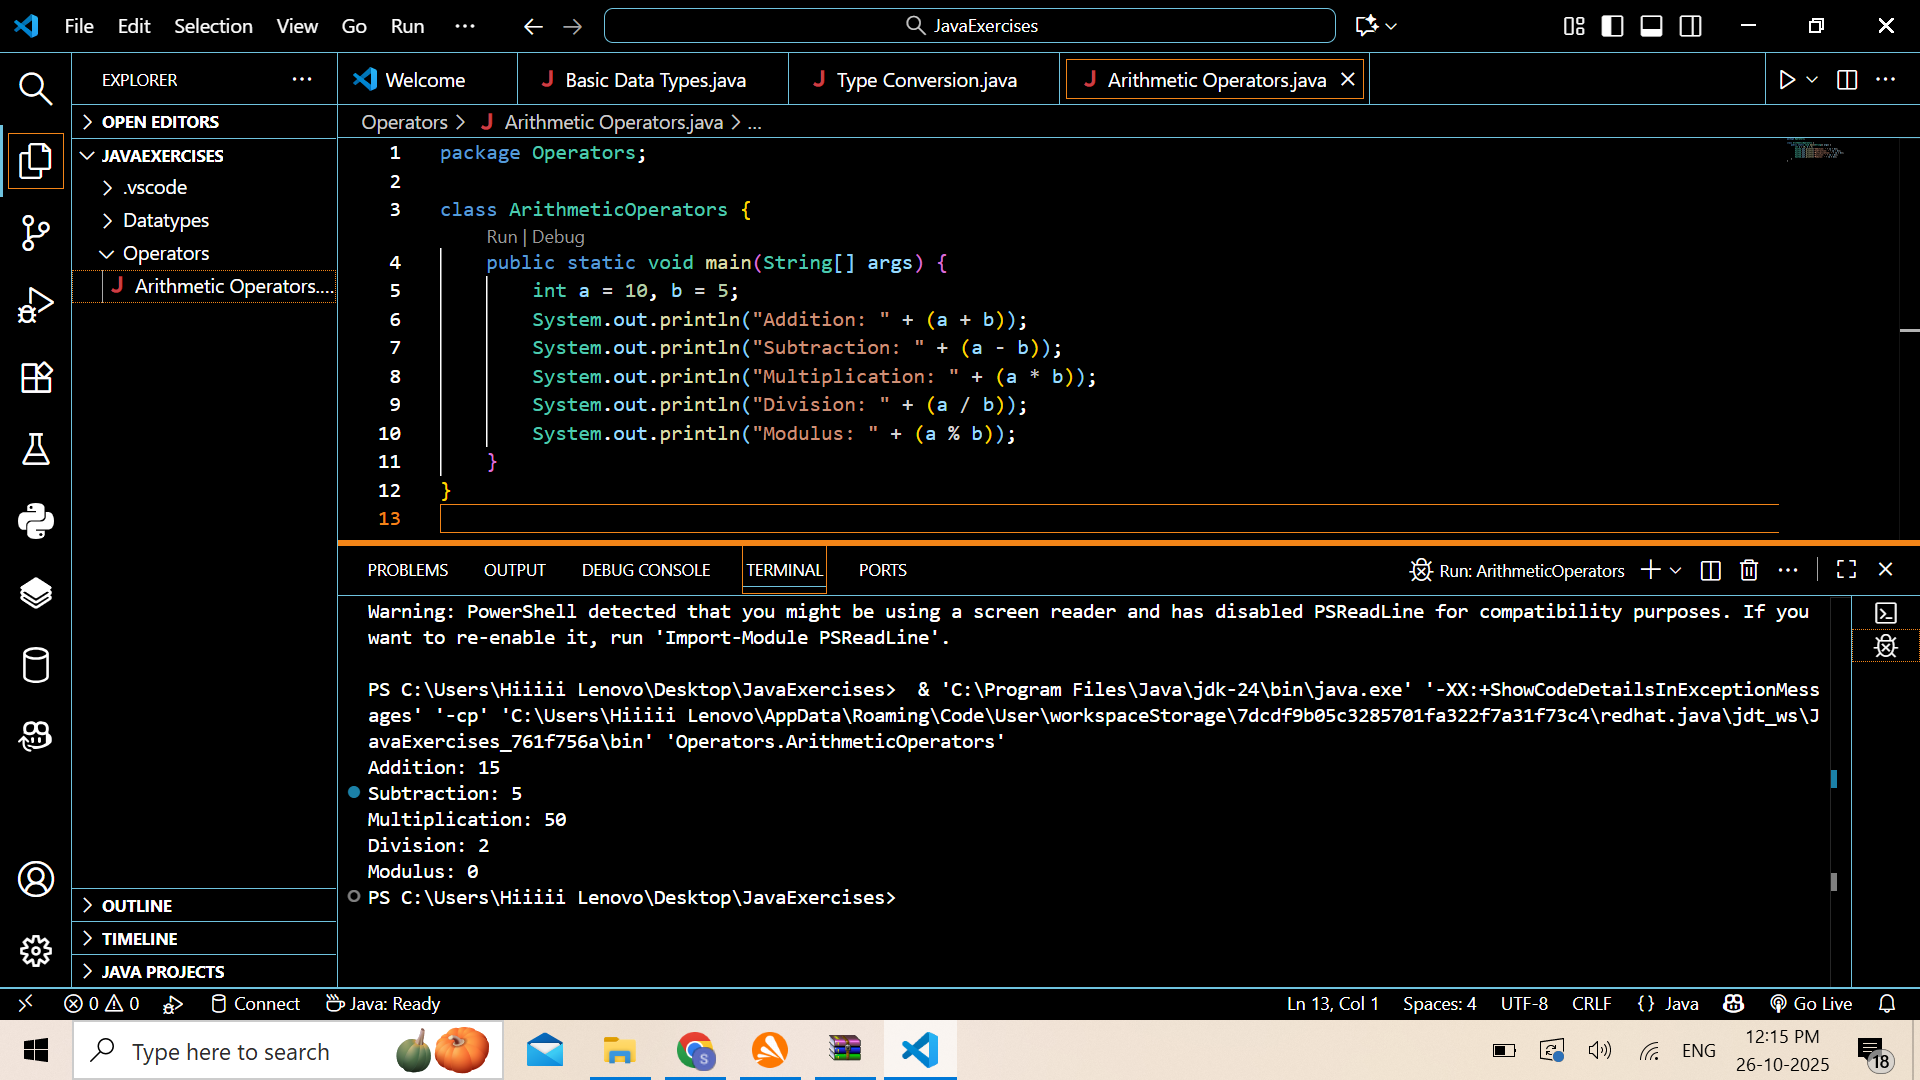 File Edit Selection View Go Run ...
JavaExercises
EXPLORER
Welcome
Basic Data Types.java
Type Conversion.java
Arithmetic Operators.java
OPEN EDITORS
JAVAEXERCISES
.vscode
Datatypes
Operators
Arithmetic Operators....
Operators > Arithmetic Operators.java > ...
1 package Operators;
2
3 class ArithmeticOperators {
Run | Debug
4 public static void main(String[] args) {
5 int a = 10, b = 5;
6 System.out.println("Addition: " + (a + b));
7 System.out.println("Subtraction: " + (a - b));
8 System.out.println("Multiplication: " + (a * b));
9 System.out.println("Division: " + (a / b));
10 System.out.println("Modulus: " + (a % b));
11 }
12 }
13
PROBLEMS OUTPUT DEBUG CONSOLE TERMINAL PORTS
Run: ArithmeticOperators
Warning: PowerShell detected that you might be using a screen reader and has disabled PSReadLine for compatibility purposes. If you
want to re-enable it, run 'Import-Module PSReadLine'.
PS C:\Users\Hiiiii Lenovo\Desktop\JavaExercises>  & 'C:\Program Files\Java\jdk-24\bin\java.exe' '-XX:+ShowCodeDetailsInExceptionMess
ages' '-cp' 'C:\Users\Hiiiii Lenovo\AppData\Roaming\Code\User\workspaceStorage\7dcdf9b05c3285701fa322f7a31f73c4\redhat.java\jdt_ws\J
avaExercises_761f756a\bin' 'Operators.ArithmeticOperators'
Addition: 15
Subtraction: 5
Multiplication: 50
Division: 2
Modulus: 0
PS C:\Users\Hiiiii Lenovo\Desktop\JavaExercises>
OUTLINE
TIMELINE
JAVA PROJECTS
0 0 Connect Java: Ready
Ln 13, Col 1 Spaces: 4 UTF-8 CRLF {} Java Go Live
Type here to search
S
ENG
12:15 PM
26-10-2025
18